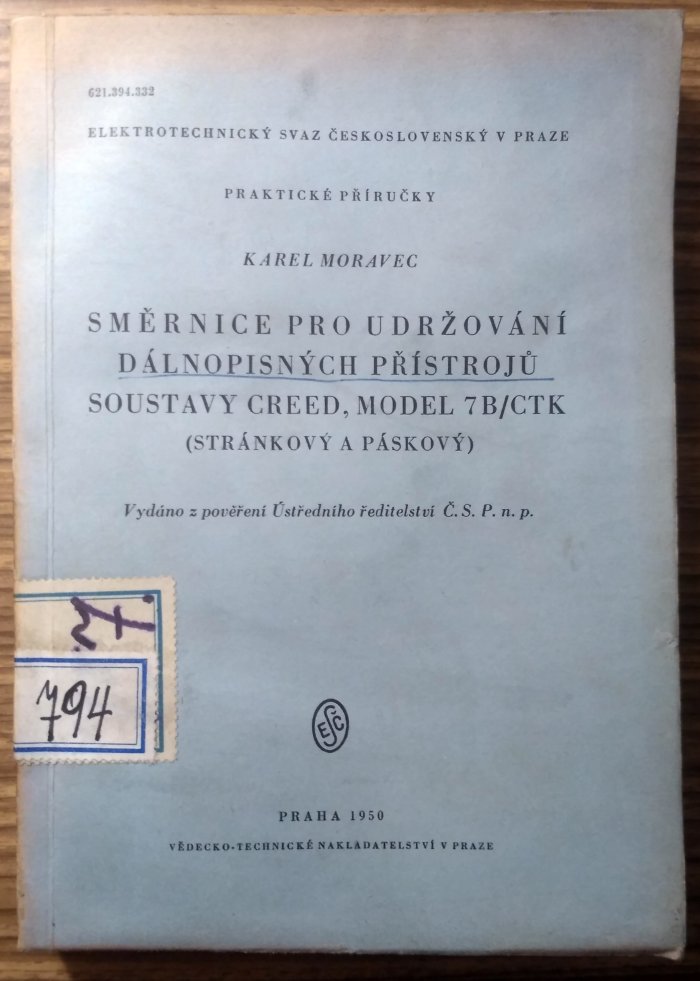 621.394.332
ELEKTROTECHNICKÝ SVAZ ČESKOSLOVENSKÝ V PRAZE
PRAKTICKÉ PŘÍRUČKY
KAREL MORAVEC
SMĚRNICE PRO UDRŽOVÁNÍ
DÁLNOPISNÝCH PŘÍSTROJŮ
SOUSTAVY CREED, MODEL 7B/CTK
(STRÁNKOVÝ A PÁSKOVÝ)
Vydáno z pověření Ústředního ředitelství Č. S. P. n. p.
794
EŠČ
PRAHA 1950
VĚDECKO-TECHNICKÉ NAKLADATELSTVÍ V PRAZE